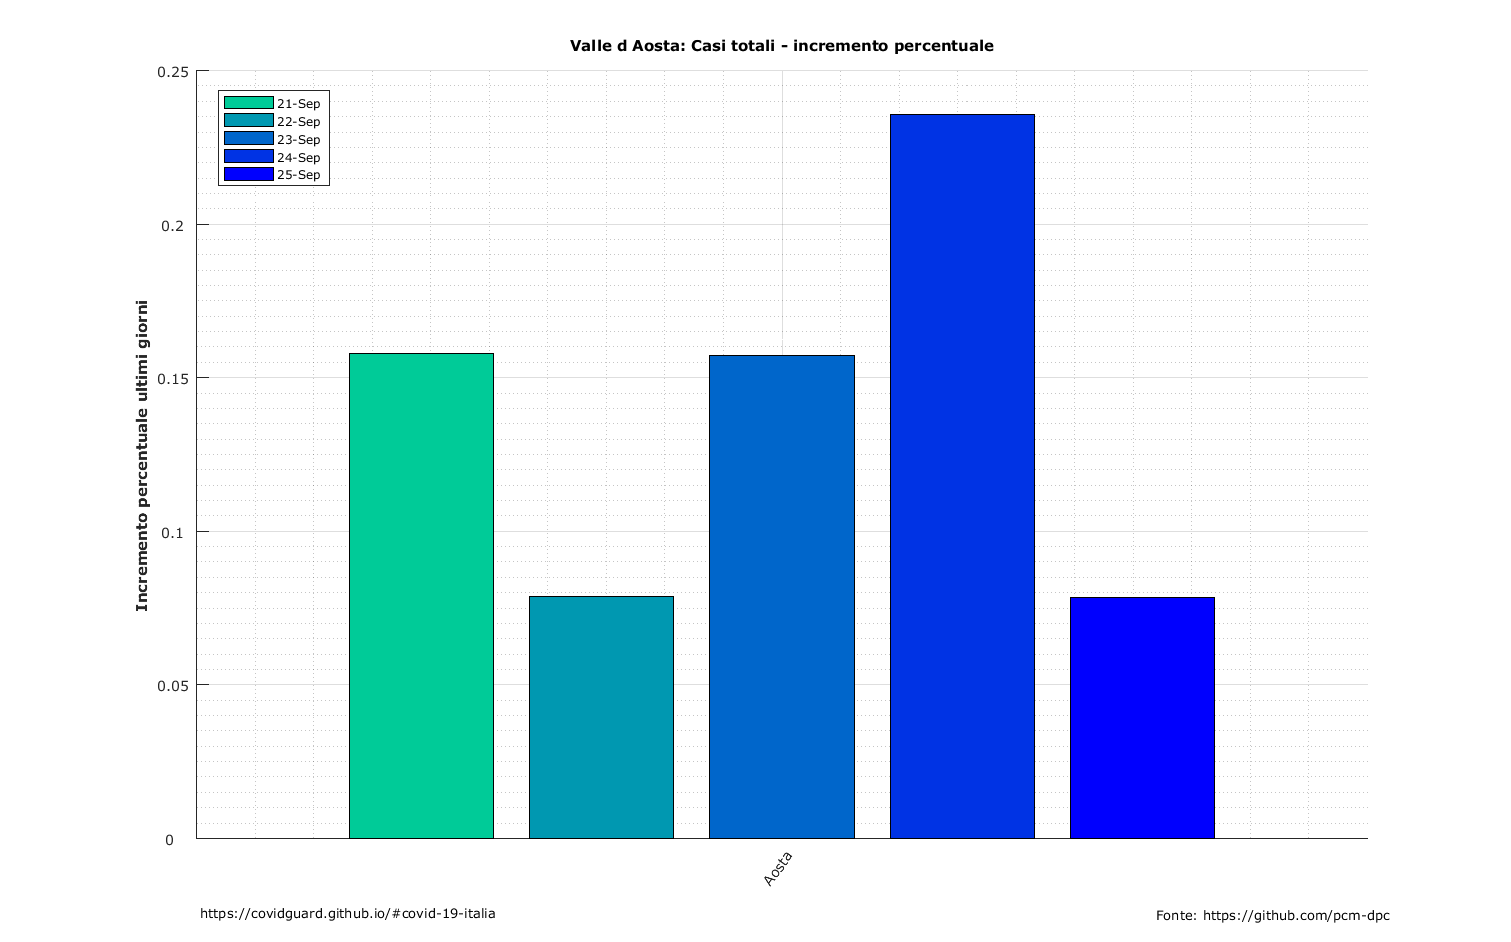 Valle d Aosta: Casi totali - incremento percentuale
0.25
21-Sep
22-Sep
23-Sep
24-Sep
25-Sep
0.2
0.15
0.1
0.05
0
Incremento percentuale ultimi giorni
Aosta
https://covidguard.github.io/#covid-19-italia
Fonte: https://github.com/pcm-dpc